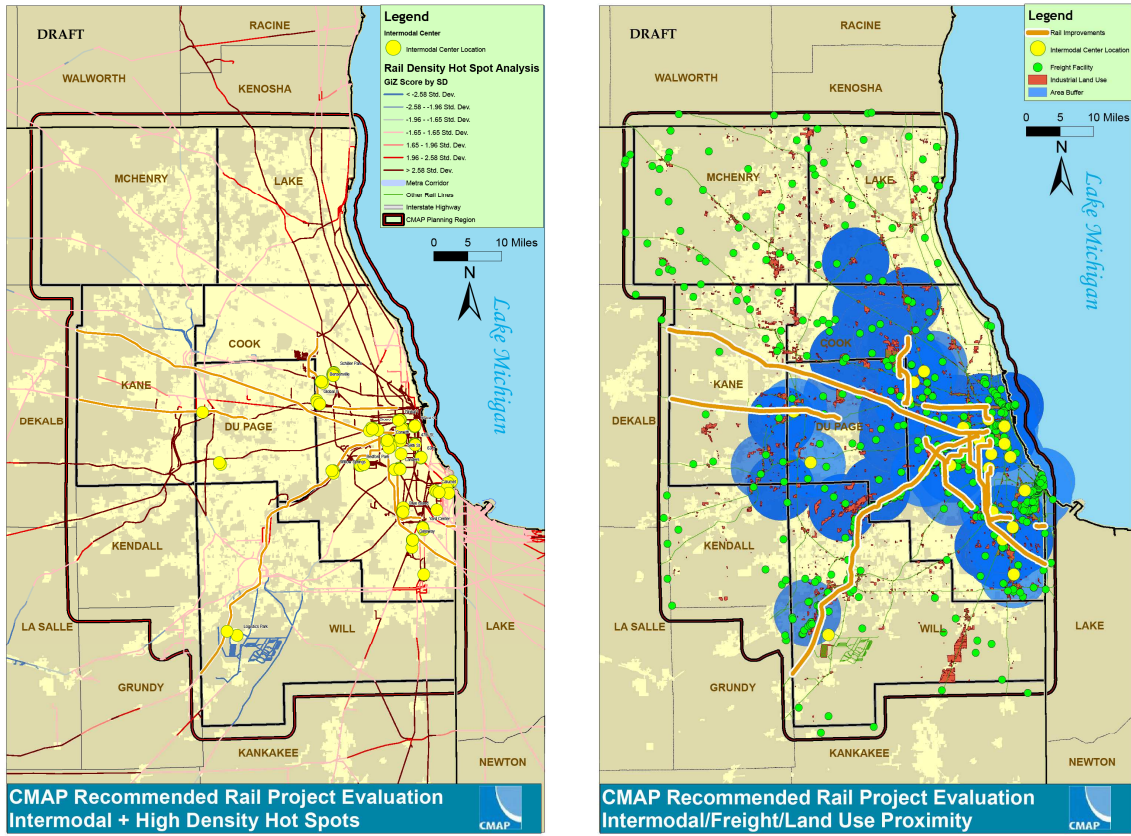 DRAFT
RACINE
WALWORTH
KENOSHA
Legend
Intermodal Center
Intermodal Center Location
Rail Density Hot Spot Analysis
GiZ Score by SD
< -2.58 Std. Dev.
-2.58 - -1.96 Std. Dev.
-1.96 - -1.65 Std. Dev.
-1.65 - 1.65 Std. Dev.
1.65 - 1.96 Std. Dev.
1.96 - 2.58 Std. Dev.
> 2.58 Std. Dev.
Metra Corridor
Other Rail Lines
Interstate Highway
CMAP Planning Region
0 5 10 Miles
N
Lake Michigan
MCHENRY
LAKE
COOK
Schiller Park
Bensenville
KANE
DEKALB
DU PAGE
KENDALL
Logistics Park
LA SALLE
WILL
LAKE
GRUNDY
KANKAKEE
NEWTON
CMAP Recommended Rail Project Evaluation
Intermodal + High Density Hot Spots
CMAP
DRAFT
RACINE
WALWORTH
KENOSHA
Legend
Rail Improvements
Intermodal Center Location
Freight Facility
Industrial Land Use
Area Buffer
0 5 10 Miles
N
Lake Michigan
MCHENRY
LAKE
COOK
KANE
DEKALB
DU PAGE
KENDALL
LA SALLE
WILL
LAKE
GRUNDY
KANKAKEE
NEWTON
CMAP Recommended Rail Project Evaluation
Intermodal/Freight/Land Use Proximity
CMAP